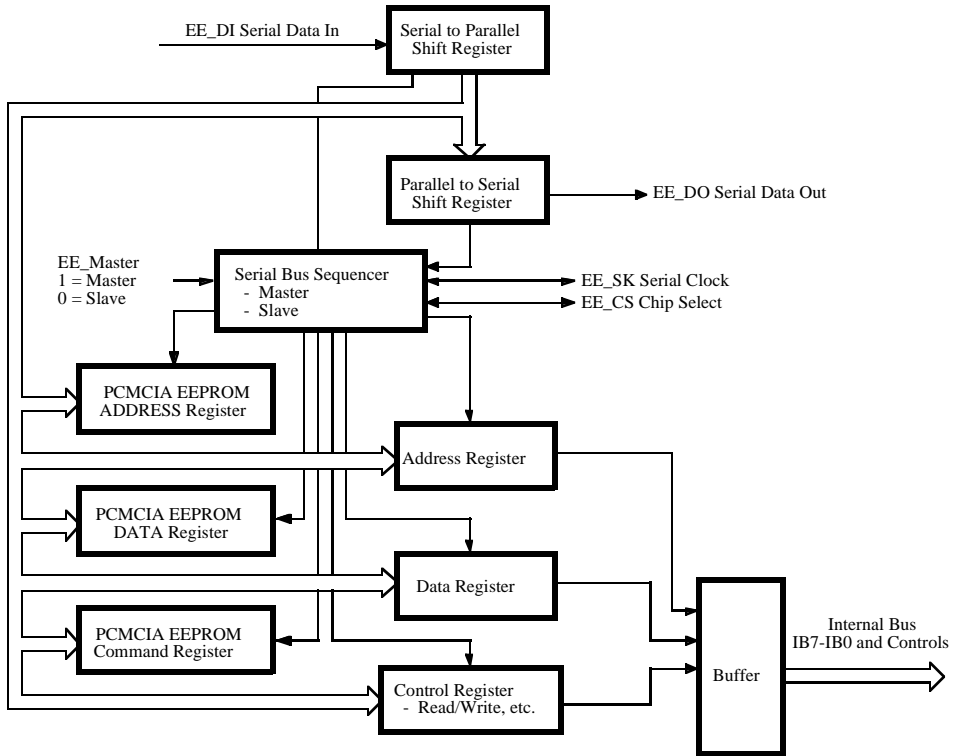 EE_DI Serial Data In
Serial to Parallel
Shift Register
Parallel to Serial
Shift Register
EE_DO Serial Data Out
EE_Master
1 = Master
0 = Slave
Serial Bus Sequencer
- Master
- Slave
EE_SK Serial Clock
EE_CS Chip Select
PCMCIA EEPROM
ADDRESS Register
Address Register
PCMCIA EEPROM
DATA Register
Data Register
PCMCIA EEPROM
Command Register
Control Register
- Read/Write, etc.
Buffer
Internal Bus
IB7-IB0 and Controls